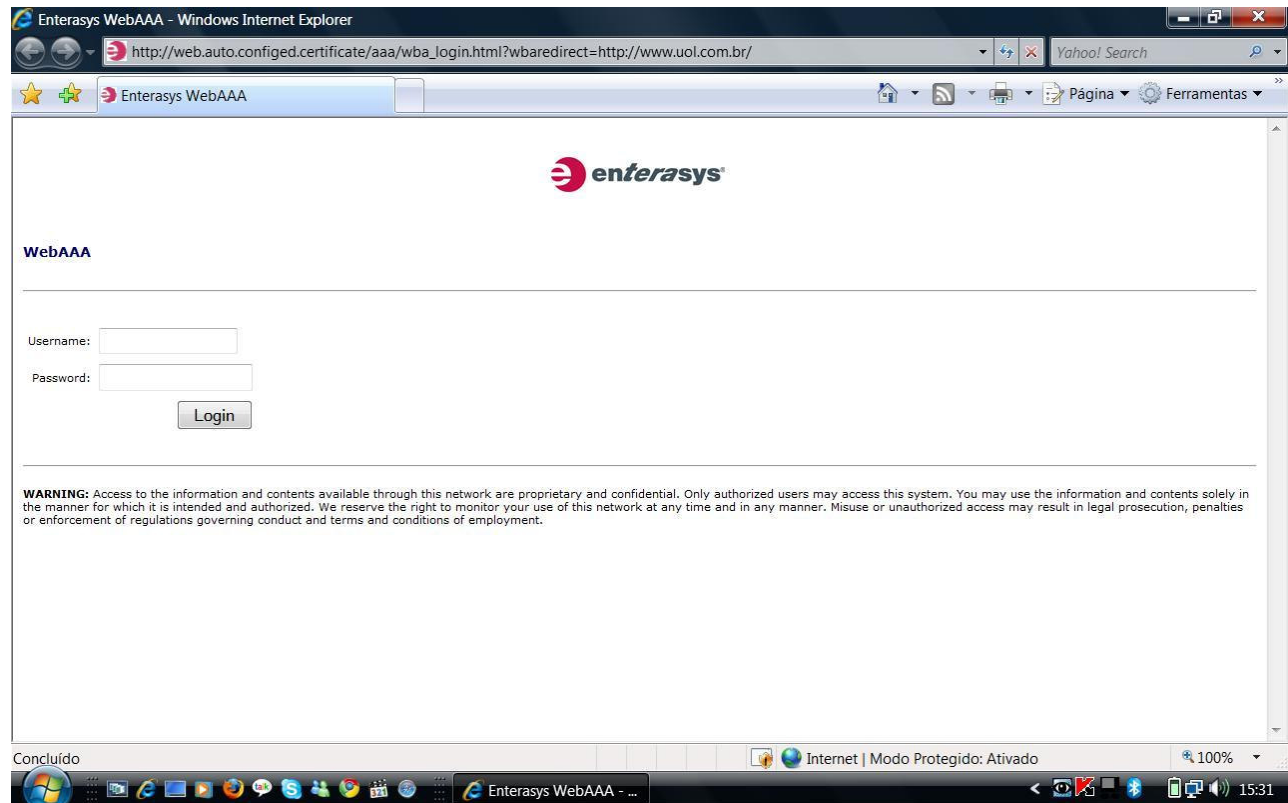 Enterasys WebAAA - Windows Internet Explorer
http://web.auto.configed.certificate/aaa/wba_login.html?wbaredirect=http://www.uol.com.br/
Yahoo! Search
Enterasys WebAAA
Página
Ferramentas
enterasys
WebAAA
Username:
Password:
Login
WARNING: Access to the information and contents available through this network are proprietary and confidential. Only authorized users may access this system. You may use the information and contents solely in
the manner for which it is intended and authorized. We reserve the right to monitor your use of this network at any time and in any manner. Misuse or unauthorized access may result in legal prosecution, penalties
or enforcement of regulations governing conduct and terms and conditions of employment.
Concluído
Internet | Modo Protegido: Ativado
100%
Enterasys WebAAA - ...
15:31